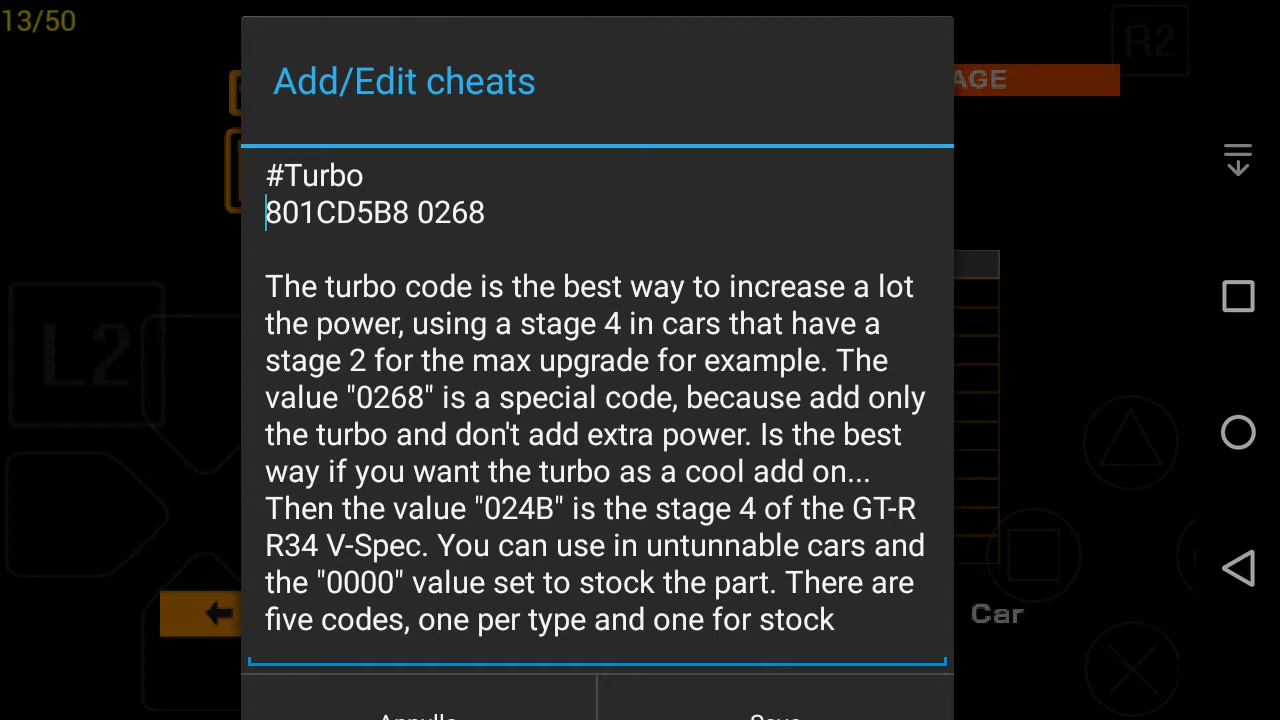 13/50
R2
Add/Edit cheats
AGE
#Turbo
801CD5B8 0268
The turbo code is the best way to increase a lot
the power, using a stage 4 in cars that have a
stage 2 for the max upgrade for example. The
value "0268" is a special code, because add only
the turbo and don't add extra power. Is the best
way if you want the turbo as a cool add on...
Then the value "024B" is the stage 4 of the GT-R
R34 V-Spec. You can use in untunnable cars and
the "0000" value set to stock the part. There are
five codes, one per type and one for stock
L2
Car
Annulla
Save